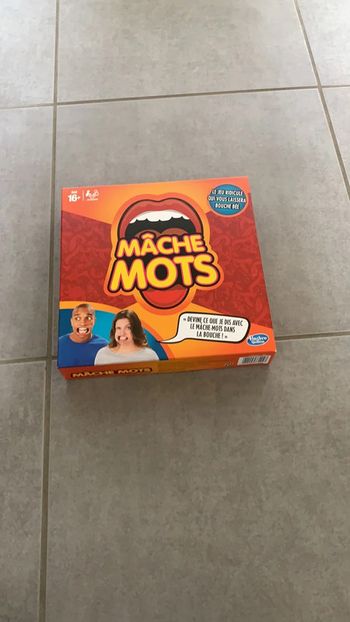 16+
LE JEU RIDICULE
QUI VOUS LAISSERA
BOUCHE BÉE
MÂCHE
MOTS
« DEVINE CE QUE JE DIS AVEC
LE MÂCHE-MOTS DANS
LA BOUCHE ! »
Hasbro
Gaming
MÂCHE MOTS